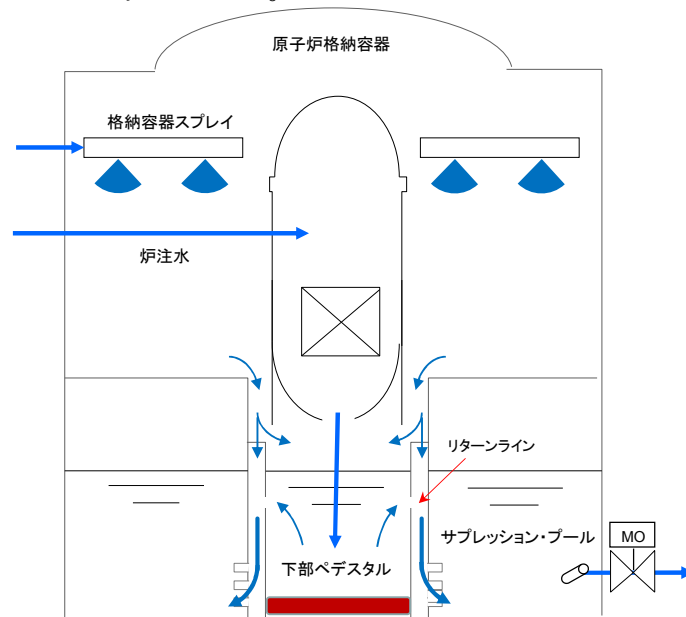 原子炉格納容器
格納容器スプレイ
炉注水
リターンライン
サプレッション・プール
MO
下部ペデスタル